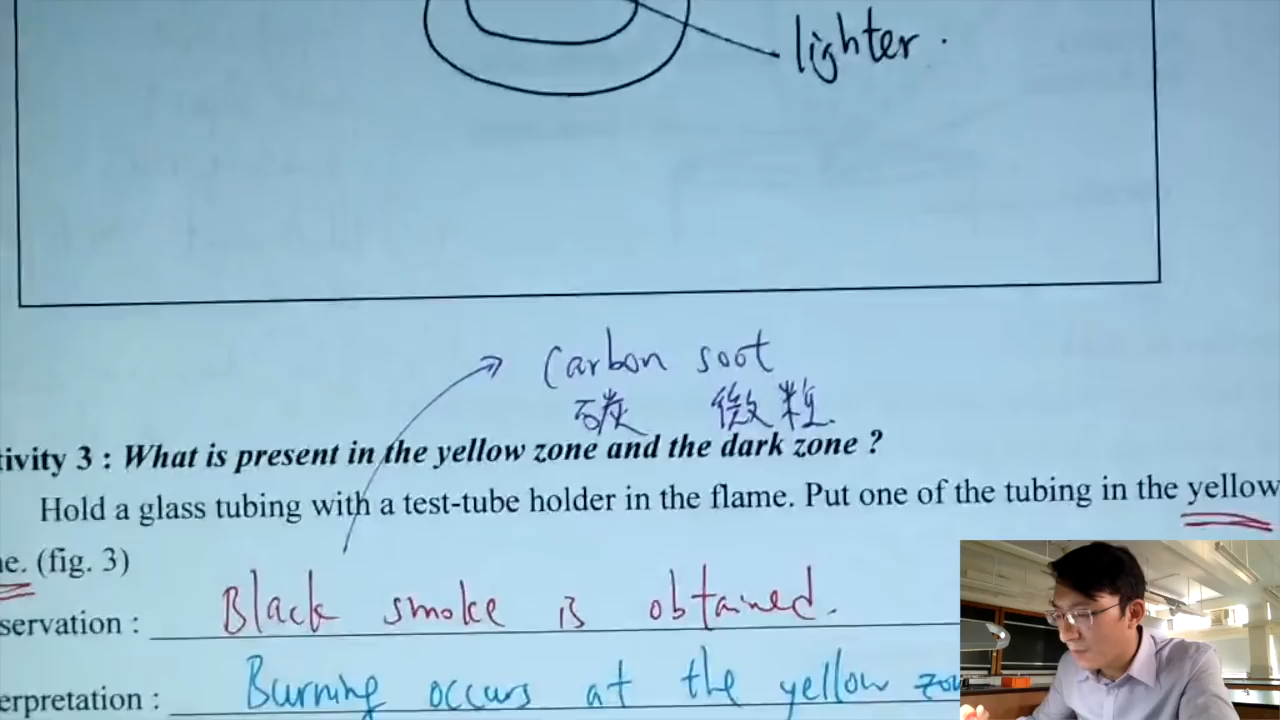 lighter.
carbon soot
碳 微粒
tivity 3 : What is present in the yellow zone and the dark zone ?
Hold a glass tubing with a test-tube holder in the flame. Put one of the tubing in the yellow
e. (fig. 3)
servation : Black smoke is obtained.
erpretation : Burning occurs at the yellow zo